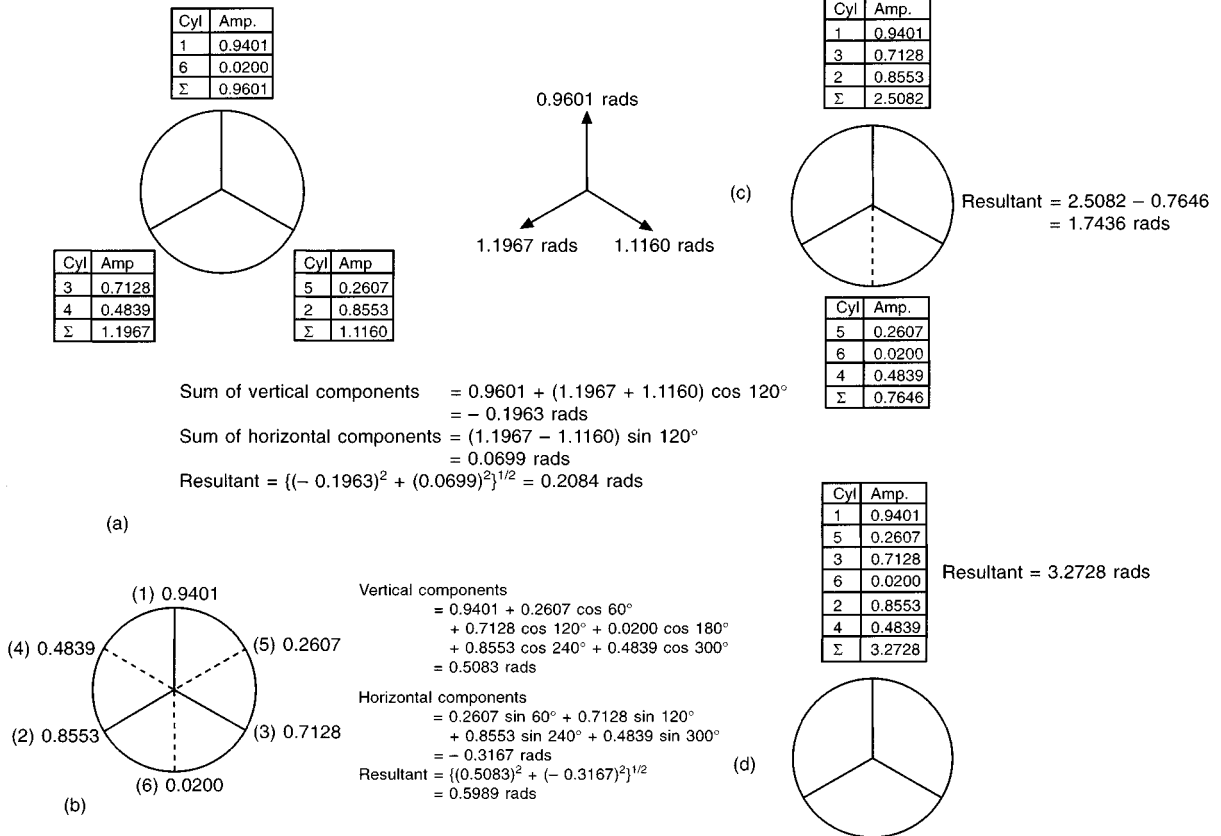 Cyl Amp.
1 0.9401
6 0.0200
Σ 0.9601
Cyl Amp
3 0.7128
4 0.4839
Σ 1.1967
Cyl Amp
5 0.2607
2 0.8553
Σ 1.1160
0.9601 rads
1.1967 rads
1.1160 rads
Sum of vertical components = 0.9601 + (1.1967 + 1.1160) cos 120°
= – 0.1963 rads
Sum of horizontal components = (1.1967 – 1.1160) sin 120°
= 0.0699 rads
Resultant = {(– 0.1963)² + (0.0699)²}^1/2 = 0.2084 rads
(a)
(1) 0.9401
(4) 0.4839
(5) 0.2607
(2) 0.8553
(3) 0.7128
(6) 0.0200
(b)
Vertical components
= 0.9401 + 0.2607 cos 60°
+ 0.7128 cos 120° + 0.0200 cos 180°
+ 0.8553 cos 240° + 0.4839 cos 300°
= 0.5083 rads
Horizontal components
= 0.2607 sin 60° + 0.7128 sin 120°
+ 0.8553 sin 240° + 0.4839 sin 300°
= – 0.3167 rads
Resultant = {(0.5083)² + (– 0.3167)²}^1/2
= 0.5989 rads
Cyl Amp.
1 0.9401
3 0.7128
2 0.8553
Σ 2.5082
(c)
Resultant = 2.5082 – 0.7646
= 1.7436 rads
Cyl Amp.
5 0.2607
6 0.0200
4 0.4839
Σ 0.7646
Cyl Amp.
1 0.9401
5 0.2607
3 0.7128
6 0.0200
2 0.8553
4 0.4839
Σ 3.2728
Resultant = 3.2728 rads
(d)